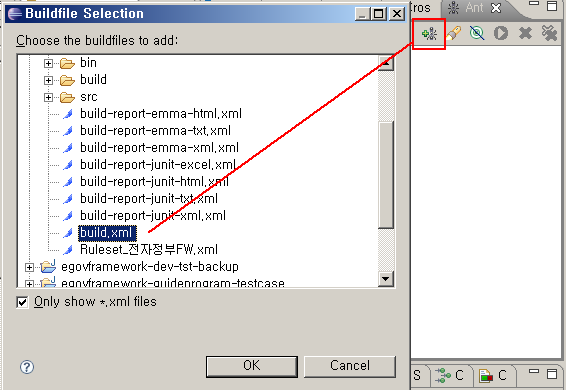 Buildfile Selection
Cros
Ant
Choose the buildfiles to add:
bin
build
src
build-report-emma-html.xml
build-report-emma-txt.xml
build-report-emma-xml.xml
build-report-junit-excel.xml
build-report-junit-html.xml
build-report-junit-txt.xml
build-report-junit-xml.xml
build.xml
Ruleset_전자정부FW.xml
egovframework-dev-tst-backup
egovframework-guideprogram-testcase
Only show *.xml files
OK
Cancel
S
C
C